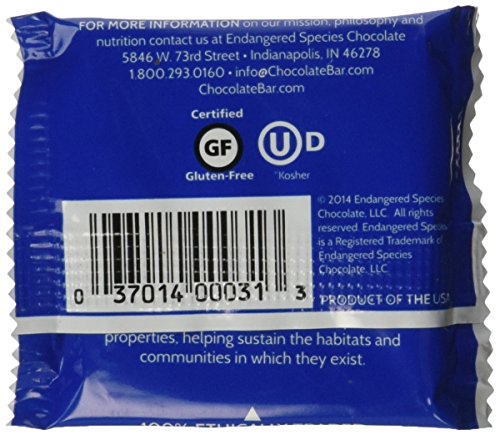 FOR MORE INFORMATION on our mission, philosophy and
nutrition contact us at Endangered Species Chocolate
5846 W. 73rd Street • Indianapolis, IN 46278
1.800.293.0160 • info@ChocolateBar.com
ChocolateBar.com
Certified
GF
Gluten-Free
U D
*Kosher
© 2014 Endangered Species
Chocolate, LLC. All rights
reserved. Endangered Species
is a Registered Trademark of
Endangered Species
Chocolate, LLC
0 37014 00031 3
PRODUCT OF THE USA
properties, helping sustain the habitats and
communities in which they exist.
100% ETHICALLY TRADED